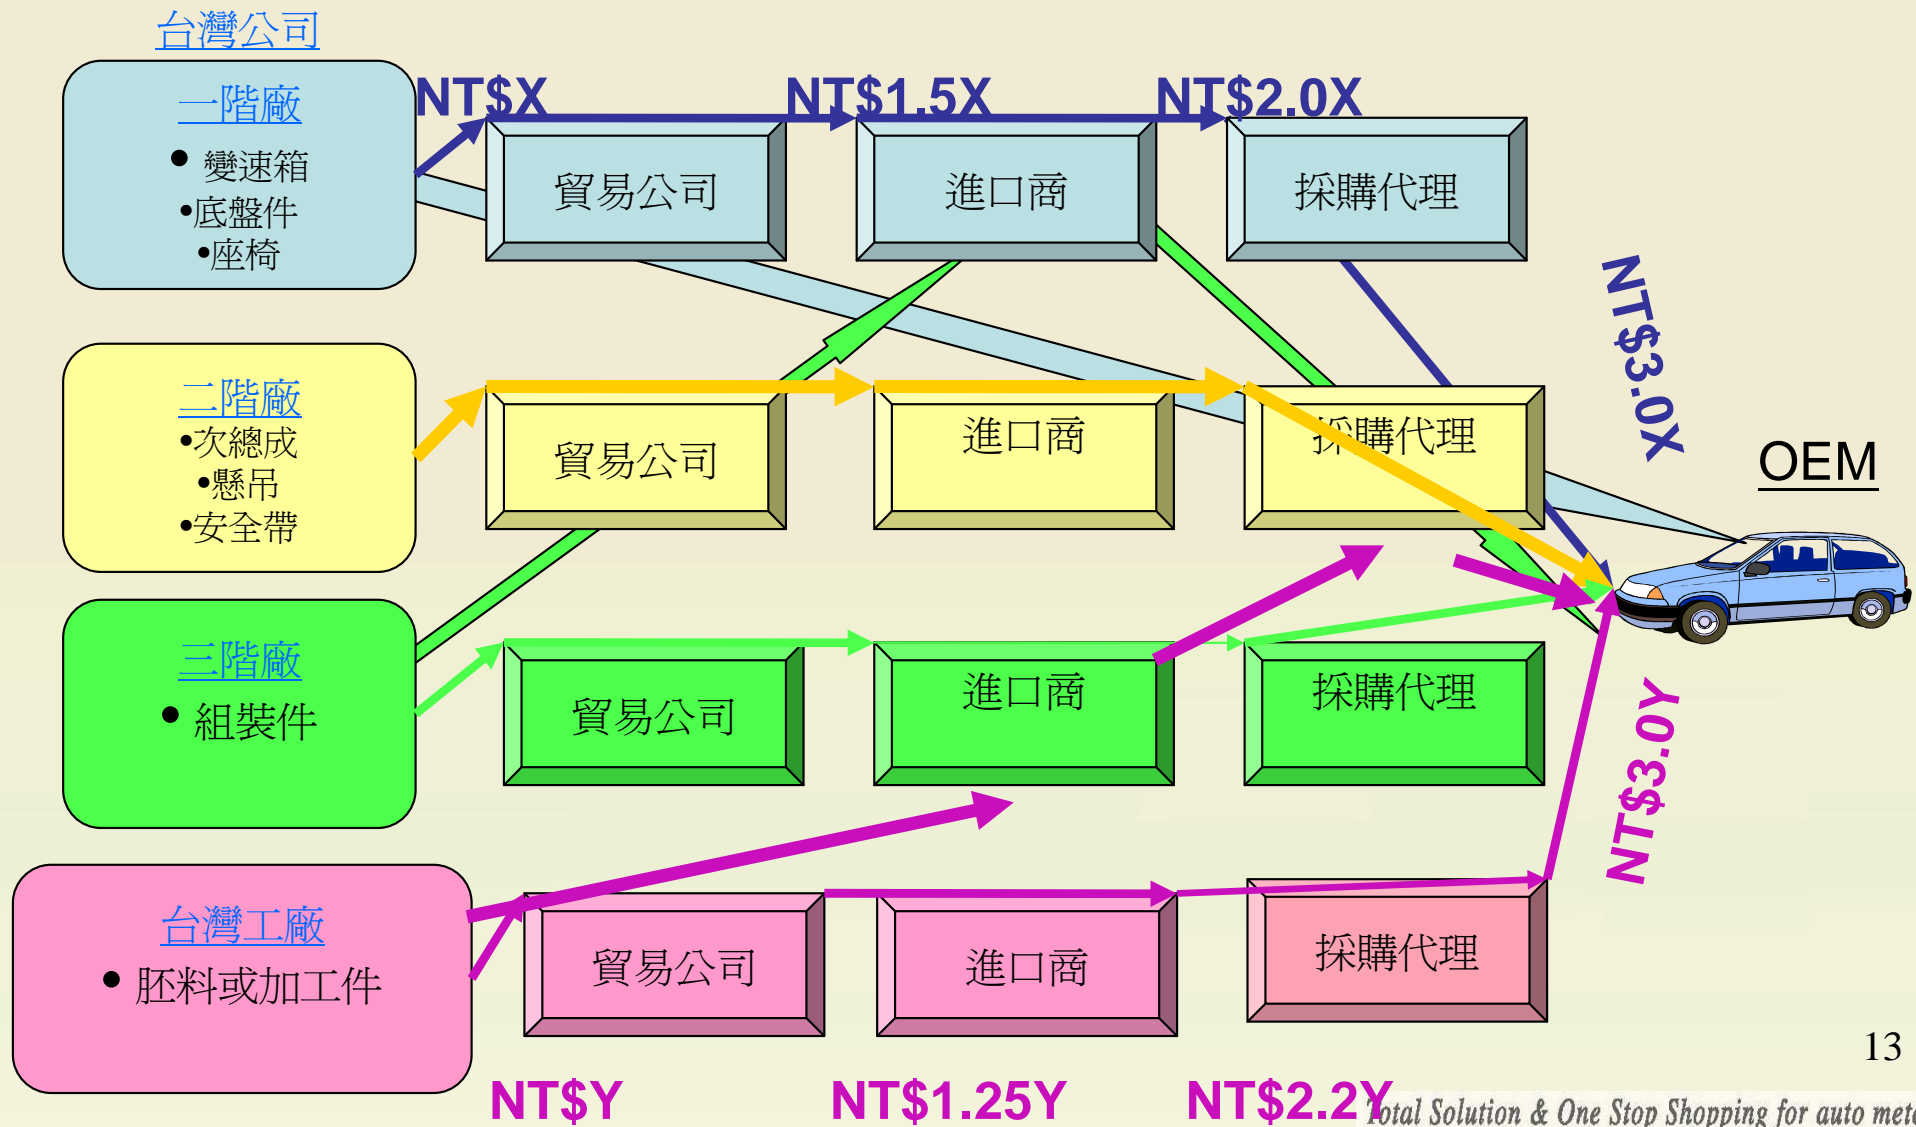 台灣公司
一階廠
• 變速箱
•底盤件
•座椅
NT$X
NT$1.5X
NT$2.0X
貿易公司
進口商
採購代理
NT$3.0X
二階廠
•次總成
•懸吊
•安全帶
貿易公司
進口商
採購代理
OEM
三階廠
• 組裝件
貿易公司
進口商
採購代理
NT$3.0Y
台灣工廠
• 胚料或加工件
貿易公司
進口商
採購代理
NT$Y
NT$1.25Y
NT$2.2Y
13
Total Solution & One Stop Shopping for auto